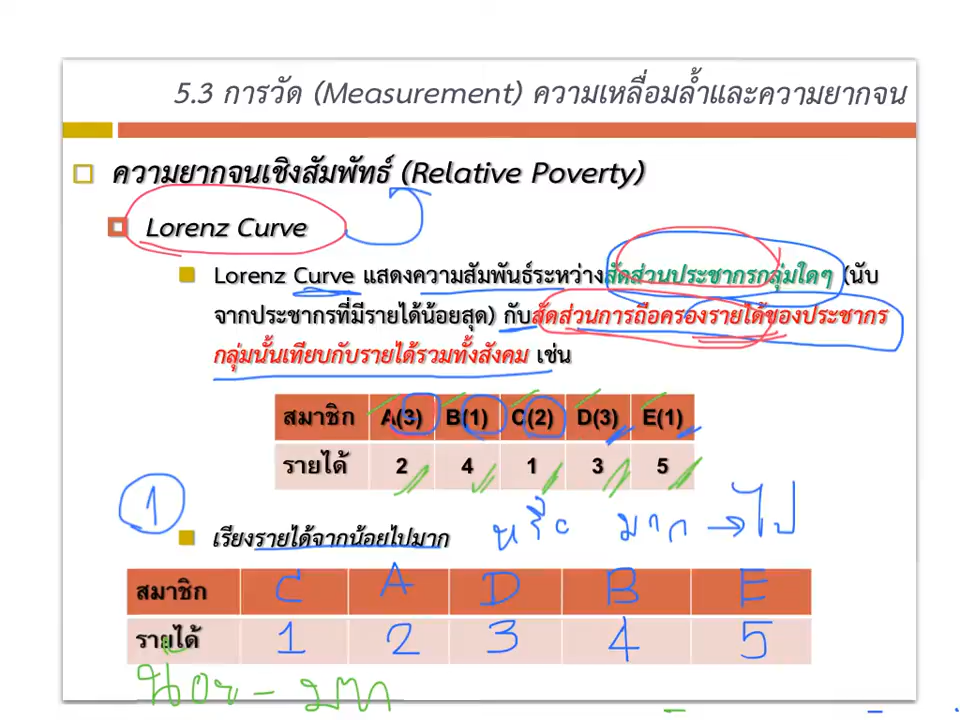 5.3 การวัด (Measurement) ความเหลื่อมล้ำและความยากจน
ความยากจนเชิงสัมพัทธ์ (Relative Poverty)
Lorenz Curve
Lorenz Curve แสดงความสัมพันธ์ระหว่างสัดส่วนประชากรกลุ่มใดๆ (นับ
จากประชากรที่มีรายได้น้อยสุด) กับสัดส่วนการถือครองรายได้ของประชากร
กลุ่มนั้นเทียบกับรายได้รวมทั้งสังคม เช่น
สมาชิก A(3) B(1) C(2) D(3) E(1)
รายได้ 2 4 1 3 5
1
เรียงรายได้จากน้อยไปมาก
มาก → ไป
สมาชิก C A D B E
รายได้ 1 2 3 4 5
น้อย - มาก